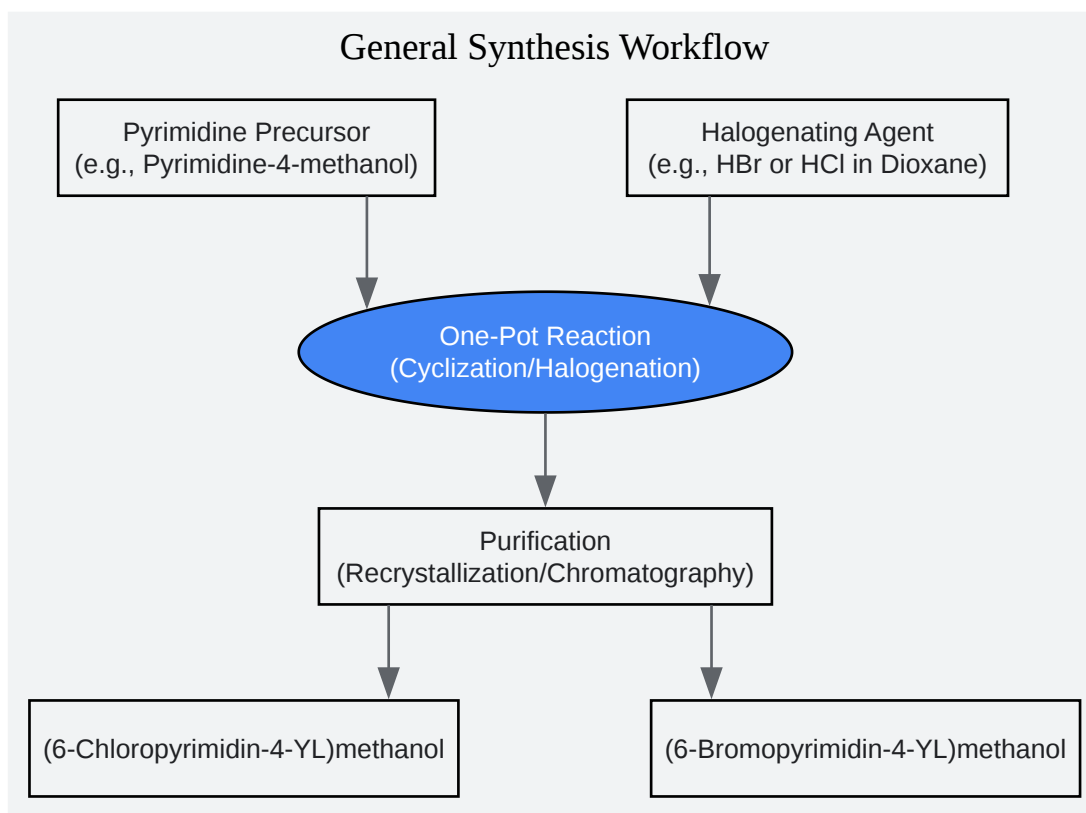 General Synthesis Workflow
Pyrimidine Precursor
(e.g., Pyrimidine-4-methanol)
Halogenating Agent
(e.g., HBr or HCl in Dioxane)
One-Pot Reaction
(Cyclization/Halogenation)
Purification
(Recrystallization/Chromatography)
(6-Chloropyrimidin-4-YL)methanol
(6-Bromopyrimidin-4-YL)methanol